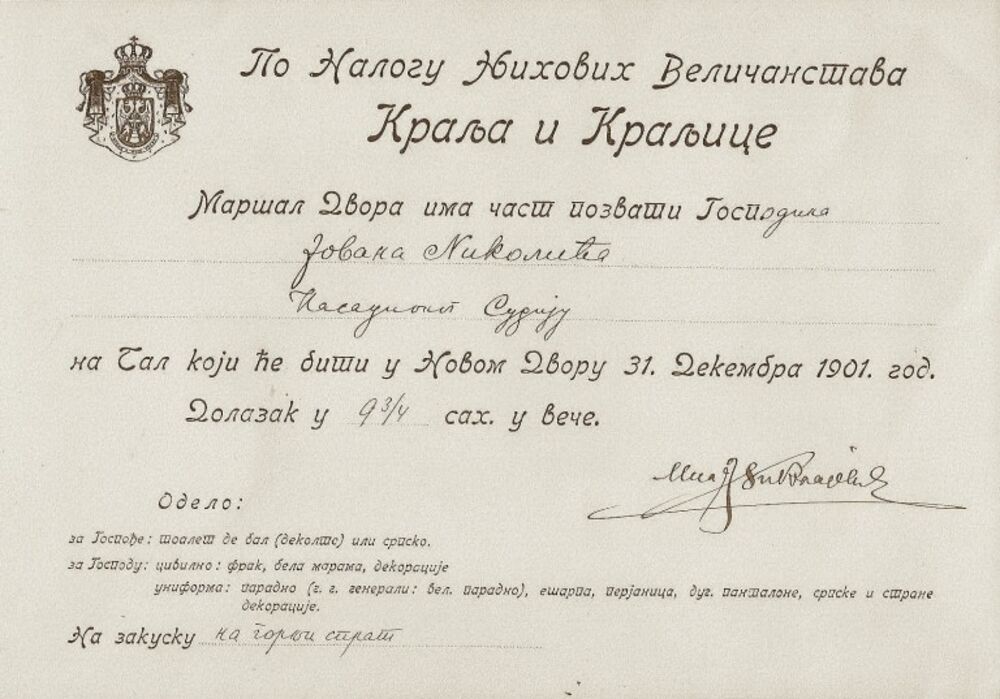 По Налогу Њихових Величанстава
Краља и Краљице
Маршал Двора има част позвати Господина
Јована Николића
Касационог Судију
на Бал који ће бити у Новом Двору 31. Декембра 1901. год.
Долазак у 9 3/4 сах. у вече.
Одело:
за Госпође: тоалет де бал (деколте) или српско.
за Господу: цивилно: фрак, бела марама, декорације
униформа: парадно (г. г. генерали: вел. парадно), ешарпа, перјаница, дуг. панталоне, српске и стране
декорације.
На закуску на горњи спрат